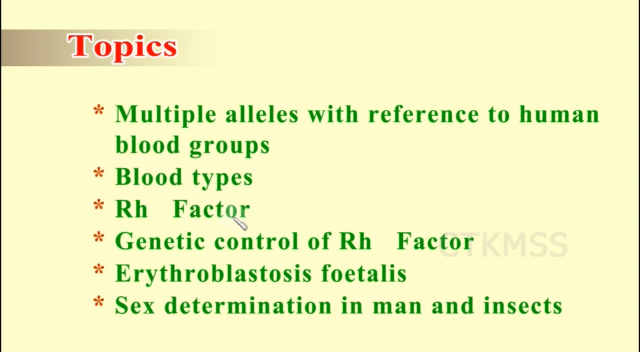 Topics
* Multiple alleles with reference to human
blood groups
* Blood types
* Rh Factor
* Genetic control of Rh Factor
* Erythroblastosis foetalis
* Sex determination in man and insects